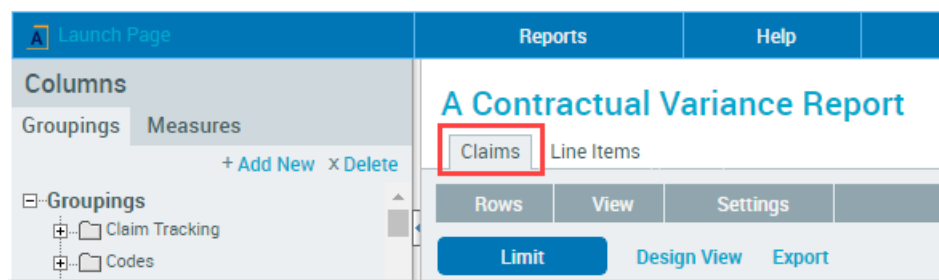 A Launch Page
Reports
Help
Columns
Groupings Measures
+ Add New x Delete
Groupings
Claim Tracking
Codes
A Contractual Variance Report
Claims Line Items
Rows View Settings
Limit Design View Export